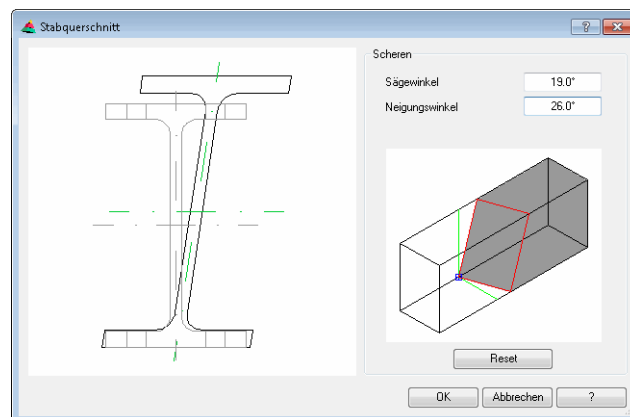 Stabquerschnitt
?
Scheren
Sägewinkel 19.0°
Neigungswinkel 26.0°
Reset
OK Abbrechen ?